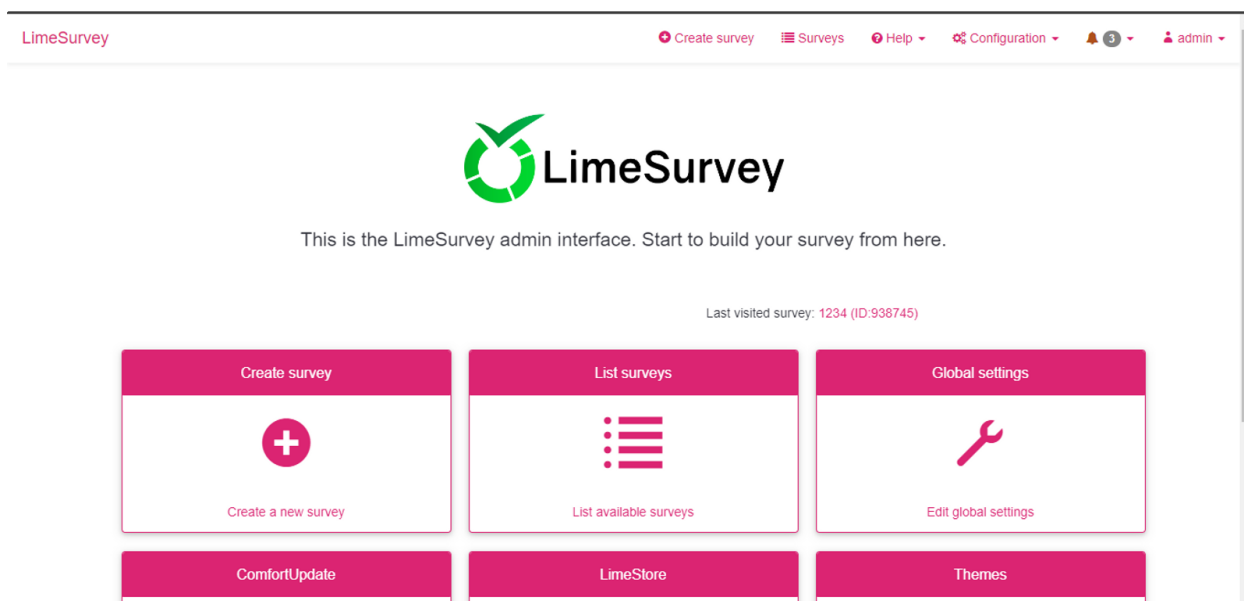 LimeSurvey
Create survey
Surveys
Help
Configuration
3
admin
LimeSurvey
This is the LimeSurvey admin interface. Start to build your survey from here.
Last visited survey: 1234 (ID:938745)
Create survey
List surveys
Global settings
Create a new survey
List available surveys
Edit global settings
ComfortUpdate
LimeStore
Themes